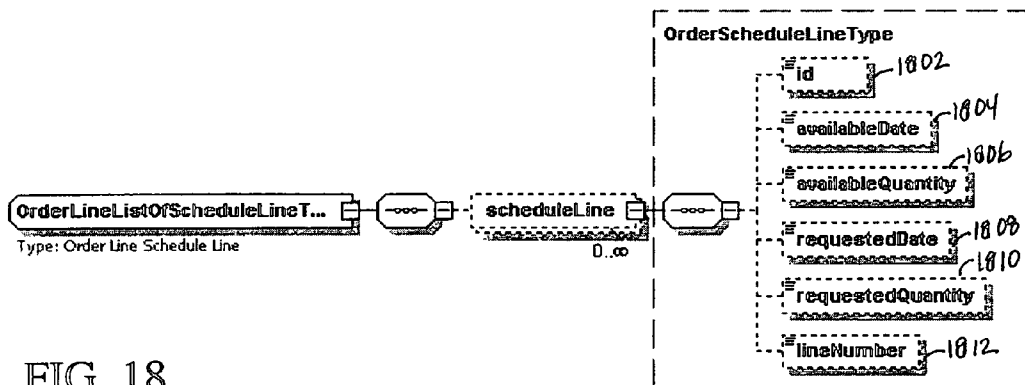 OrderScheduleLineType
id
1802
availableDate
1804
availableQuantity
1806
OrderLineListOfScheduleLineT...
scheduleLine
requestedDate
1808
Type: Order Line Schedule Line
0..∞
requestedQuantity
1810
lineNumber
1812
FIG. 18